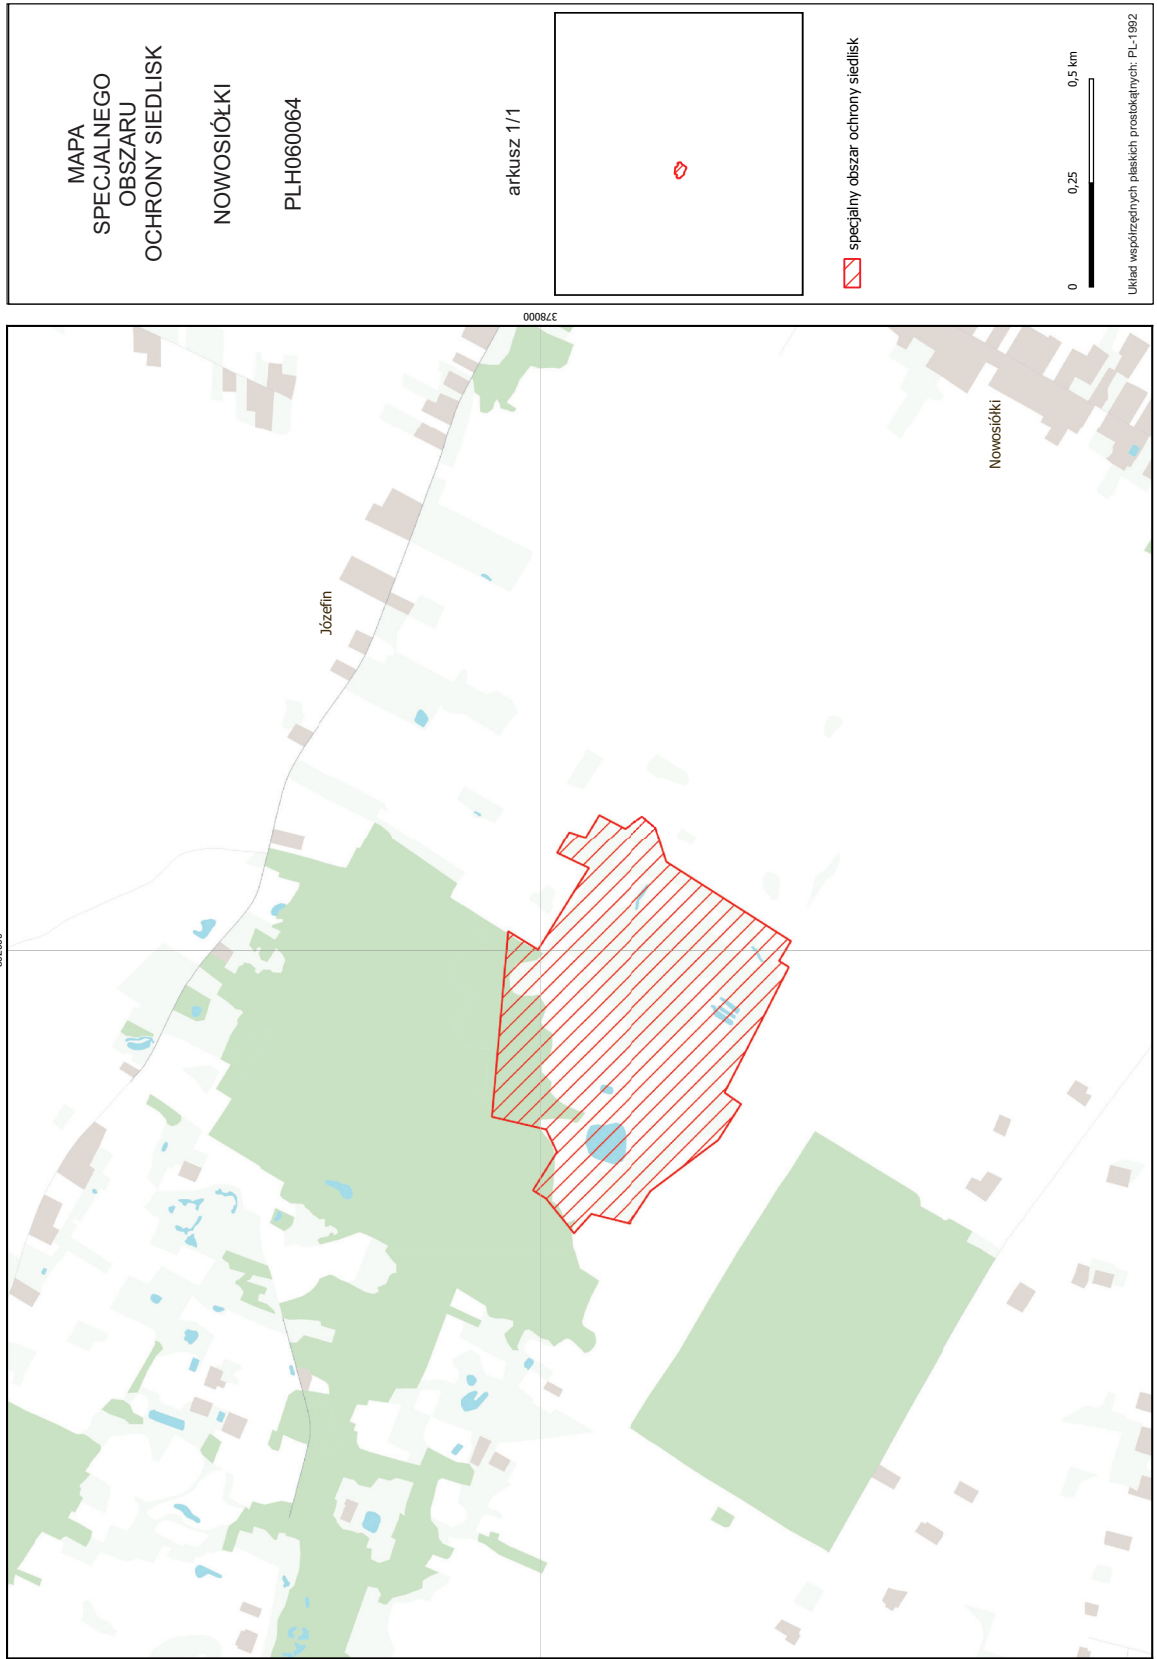 MAPA
SPECJALNEGO
OBSZARU
OCHRONY SIEDLISK
NOWOSIÓŁKI
PLH060064
arkusz 1/1
specjalny obszar ochrony siedlisk
0 0,25 0,5 km
Układ współrzędnych płaskich prostokątnych: PL-1992
378000
Józefin
Nowosiółki